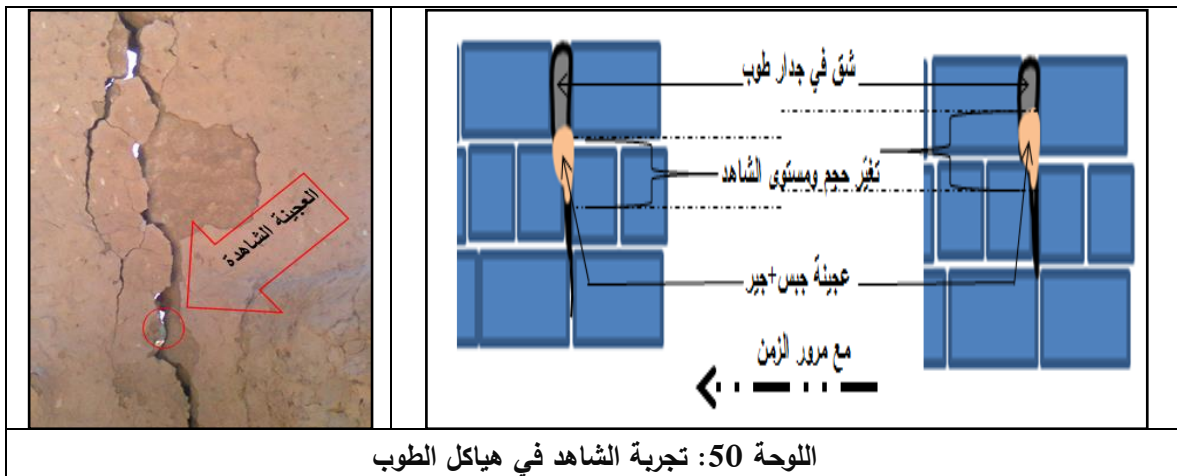 العجينة الشاهدة
شق في جدار طوب
تغيّر حجم ومستوى الشاهد
عجينة جبس+جير
مع مرور الزمن
اللوحة 50: تجربة الشاهد في هياكل الطوب